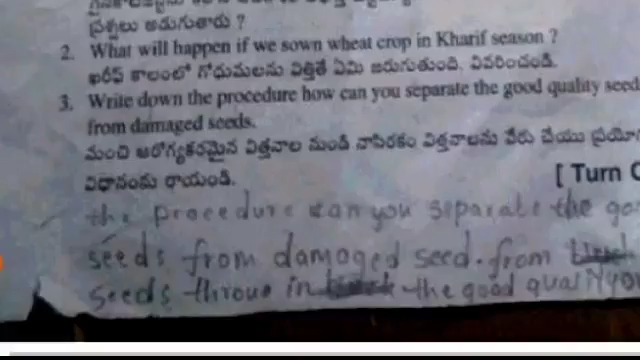 ప్రశ్నలు అడుగుతారు ?
2. What will happen if we sown wheat crop in Kharif season ?
ఖరీఫ్ కాలంలో గోధుమలను విత్తితే ఏమి జరుగుతుంది. వివరించండి.
3. Write down the procedure how can you separate the good quality seed
from damaged seeds.
మంచి ఆరోగ్యకరమైన విత్తనాల నుండి నాసిరకం విత్తనాలను వేరు చేయు ప్రయో
విధానంను రాయండి.
[ Turn O
the procedure can you separate the go
seeds from damaged seed. from
seeds throue in the good quality